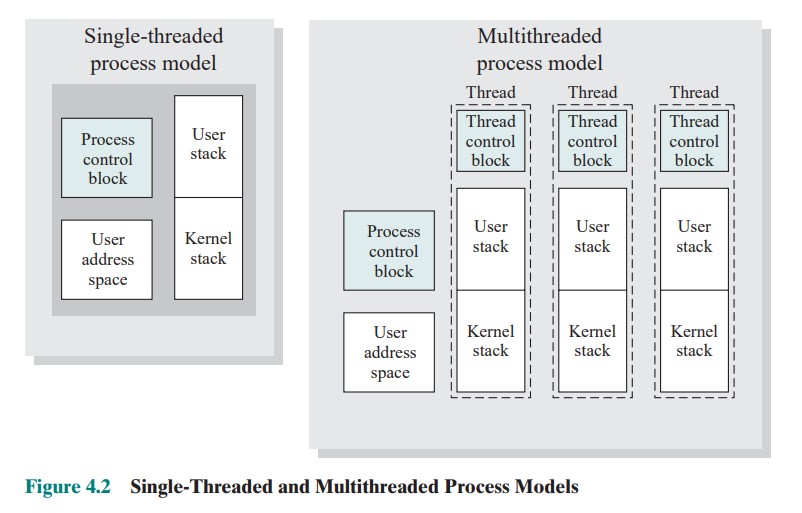 Single-threaded
process model
Process
control
block
User
stack
User
address
space
Kernel
stack
Multithreaded
process model
Thread
Thread
control
block
User
stack
Kernel
stack
Thread
Thread
control
block
User
stack
Kernel
stack
Thread
Thread
control
block
User
stack
Kernel
stack
Process
control
block
User
address
space
Figure 4.2 Single-Threaded and Multithreaded Process Models